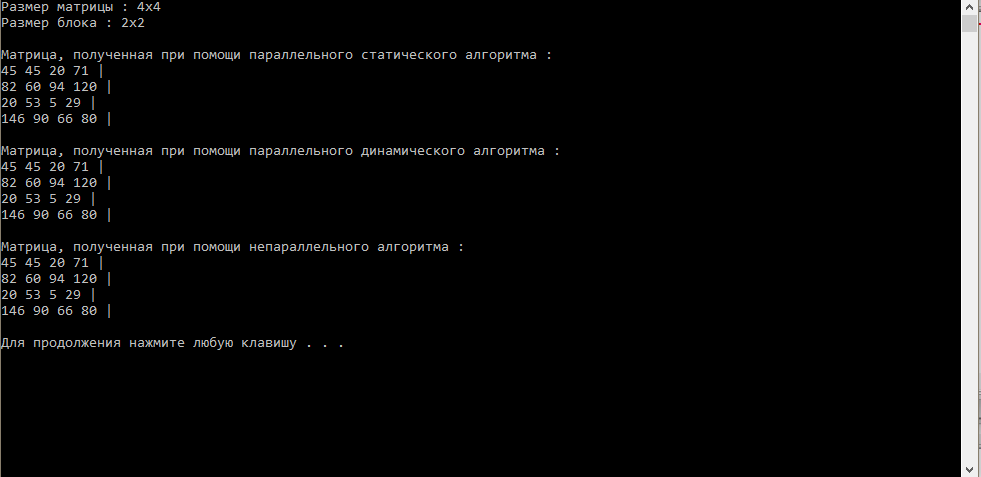 Размер матрицы : 4x4
Размер блока : 2x2
Матрица, полученная при помощи параллельного статического алгоритма :
45 45 20 71 |
82 60 94 120 |
20 53 5 29 |
146 90 66 80 |
Матрица, полученная при помощи параллельного динамического алгоритма :
45 45 20 71 |
82 60 94 120 |
20 53 5 29 |
146 90 66 80 |
Матрица, полученная при помощи непараллельного алгоритма :
45 45 20 71 |
82 60 94 120 |
20 53 5 29 |
146 90 66 80 |
Для продолжения нажмите любую клавишу . . .